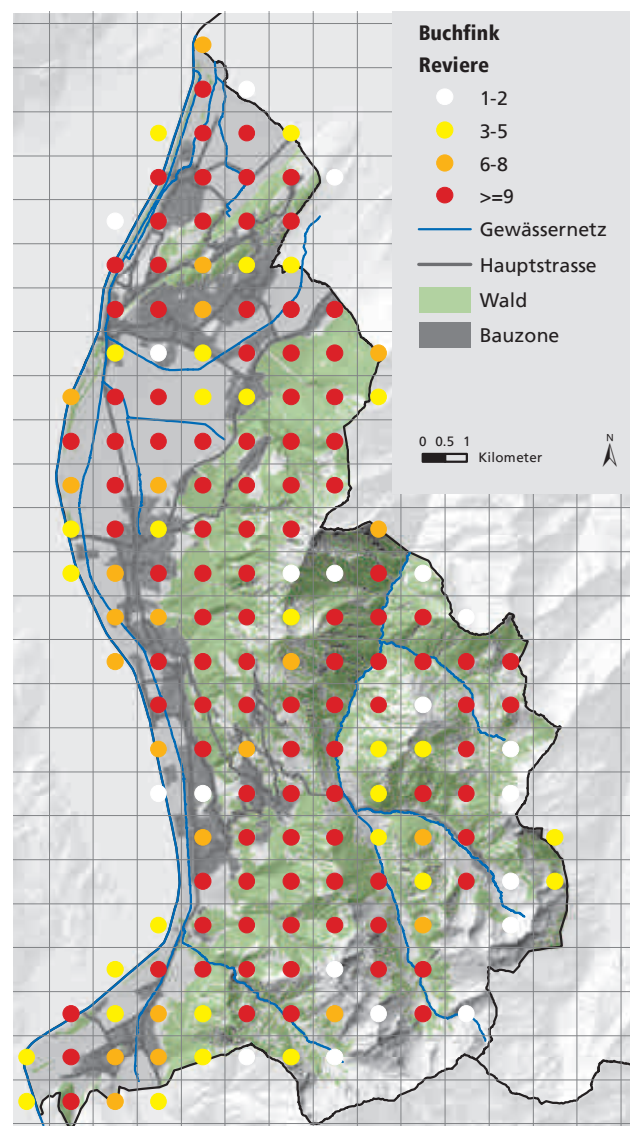 Buchfink
Reviere
1-2
3-5
6-8
>=9
Gewässernetz
Hauptstrasse
Wald
Bauzone
0 0.5 1 Kilometer
N